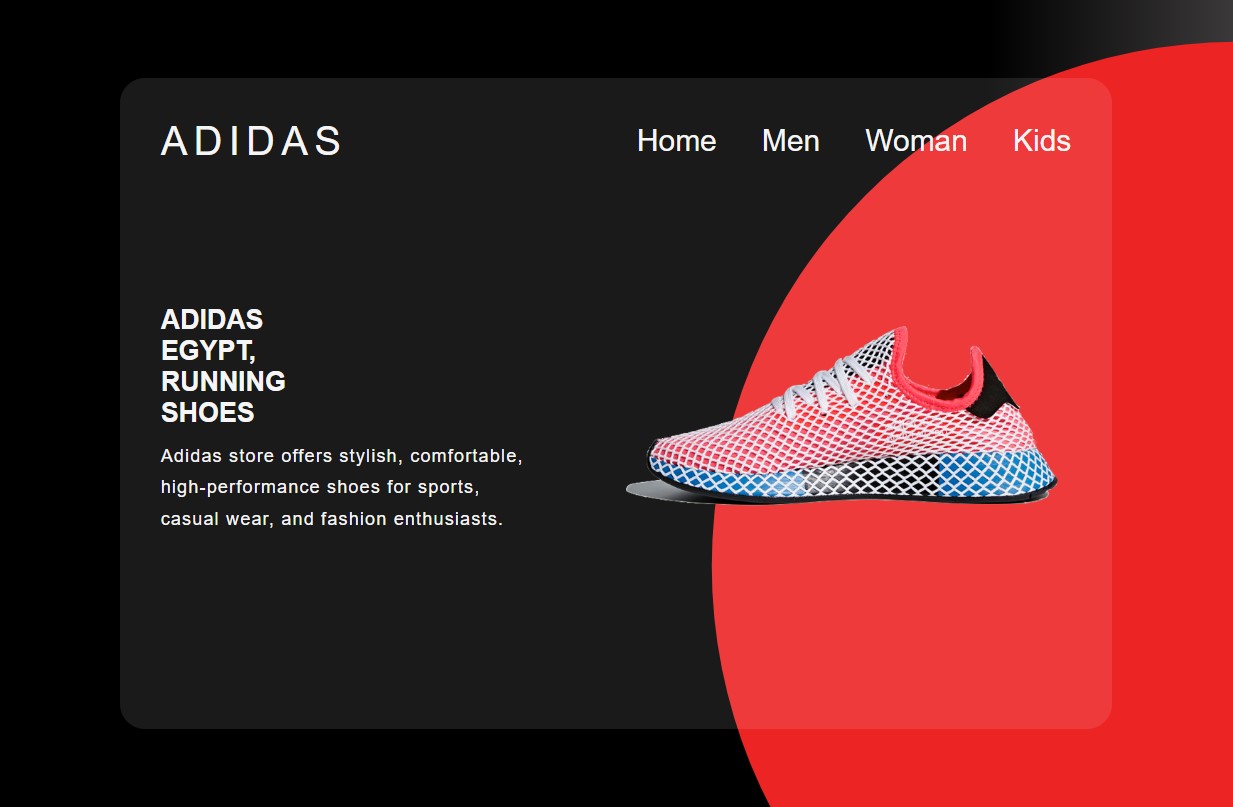 ADIDAS
Home Men Woman Kids
ADIDAS
EGYPT,
RUNNING
SHOES
Adidas store offers stylish, comfortable,
high-performance shoes for sports,
casual wear, and fashion enthusiasts.